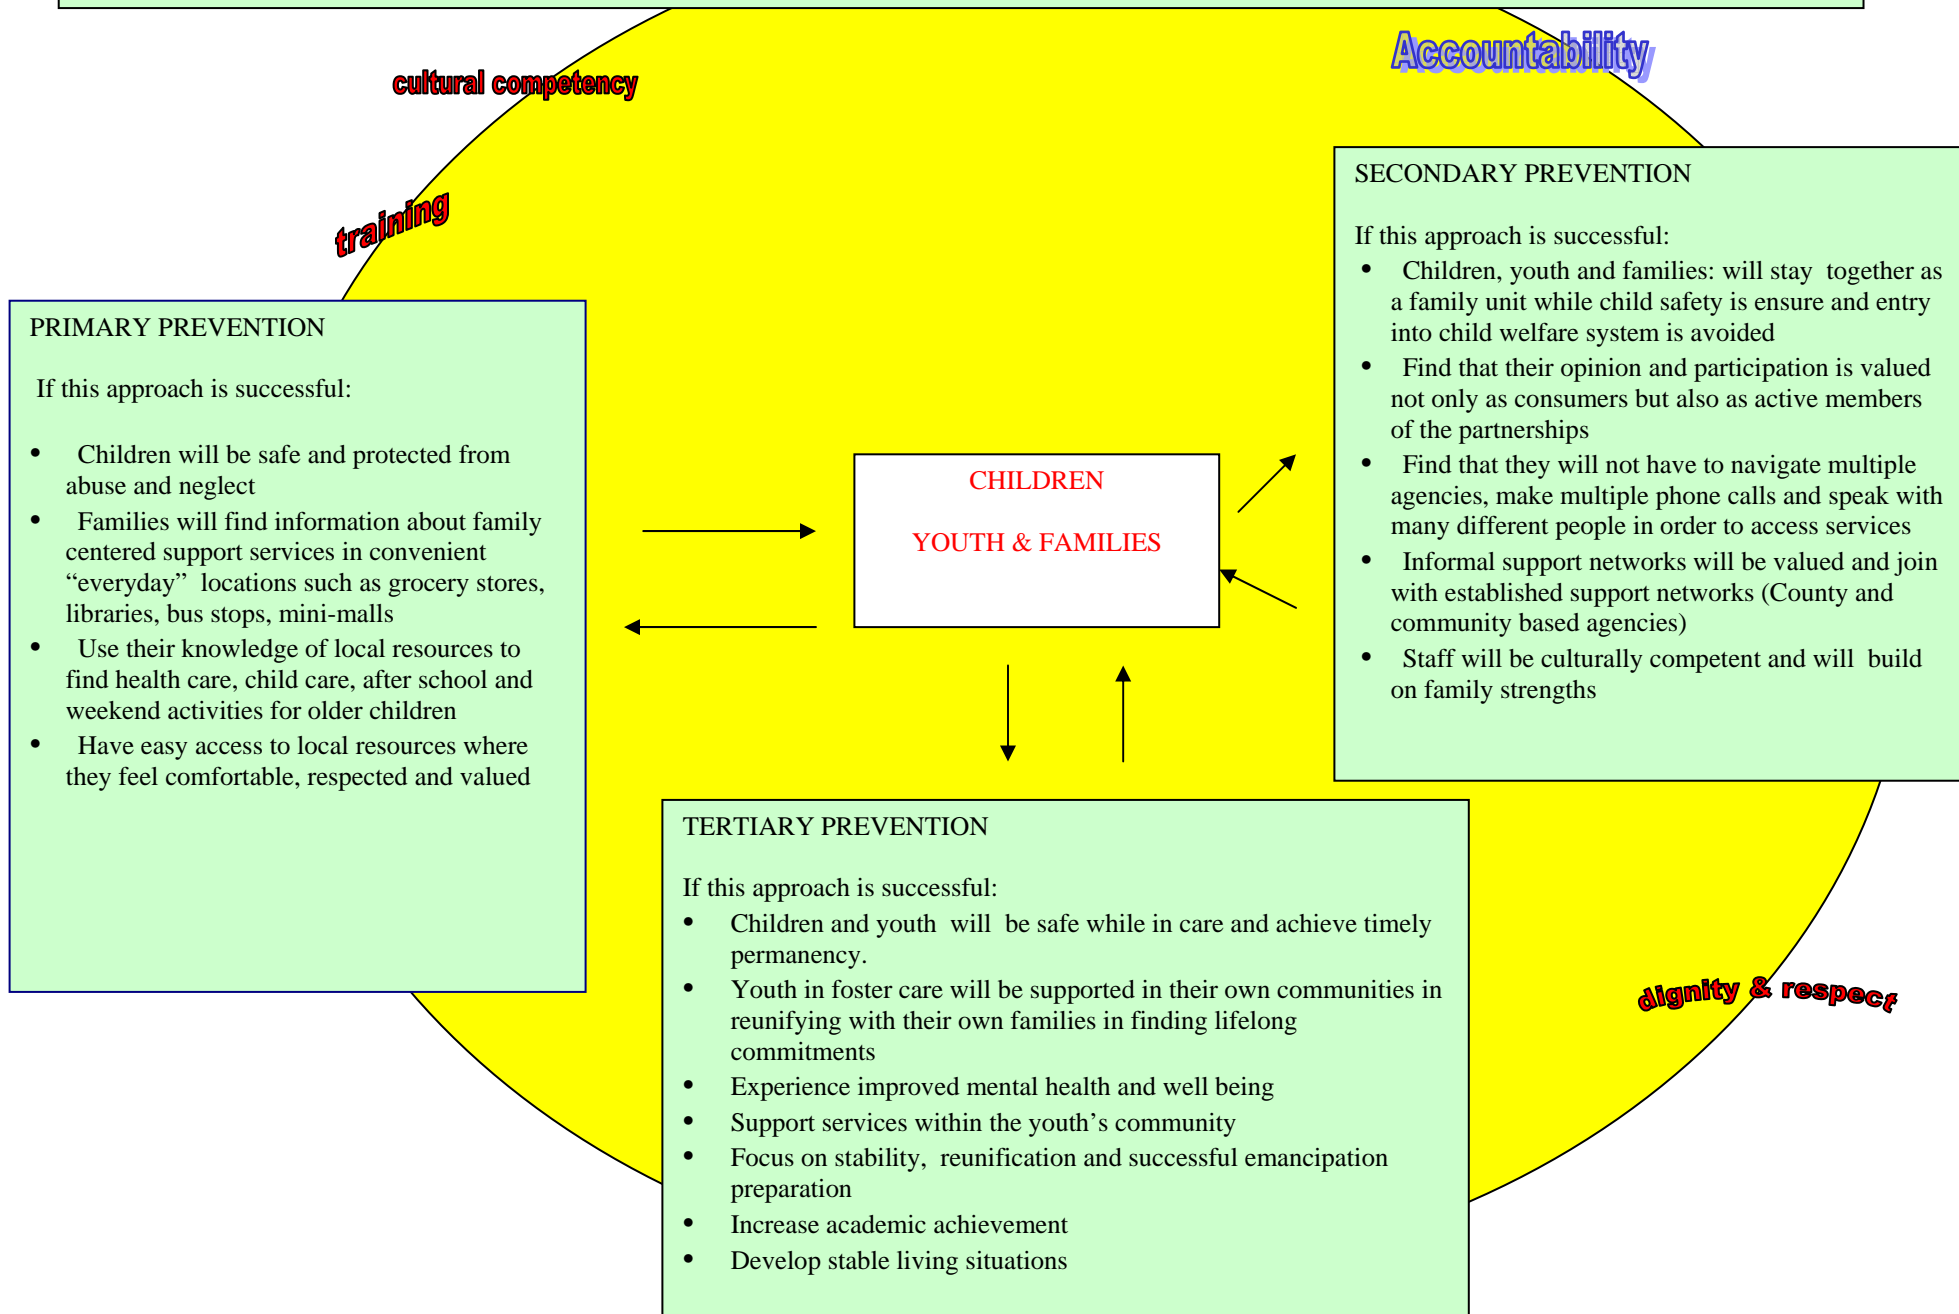 Accountability
cultural competency
training
PRIMARY PREVENTION
If this approach is successful:
• Children will be safe and protected from
abuse and neglect
• Families will find information about family
centered support services in convenient
“everyday” locations such as grocery stores,
libraries, bus stops, mini-malls
• Use their knowledge of local resources to
find health care, child care, after school and
weekend activities for older children
• Have easy access to local resources where
they feel comfortable, respected and valued
CHILDREN
YOUTH & FAMILIES
SECONDARY PREVENTION
If this approach is successful:
• Children, youth and families: will stay together as
a family unit while child safety is ensure and entry
into child welfare system is avoided
• Find that their opinion and participation is valued
not only as consumers but also as active members
of the partnerships
• Find that they will not have to navigate multiple
agencies, make multiple phone calls and speak with
many different people in order to access services
• Informal support networks will be valued and join
with established support networks (County and
community based agencies)
• Staff will be culturally competent and will build
on family strengths
TERTIARY PREVENTION
If this approach is successful:
• Children and youth will be safe while in care and achieve timely
permanency.
• Youth in foster care will be supported in their own communities in
reunifying with their own families in finding lifelong
commitments
• Experience improved mental health and well being
• Support services within the youth’s community
• Focus on stability, reunification and successful emancipation
preparation
• Increase academic achievement
• Develop stable living situations
dignity & respect